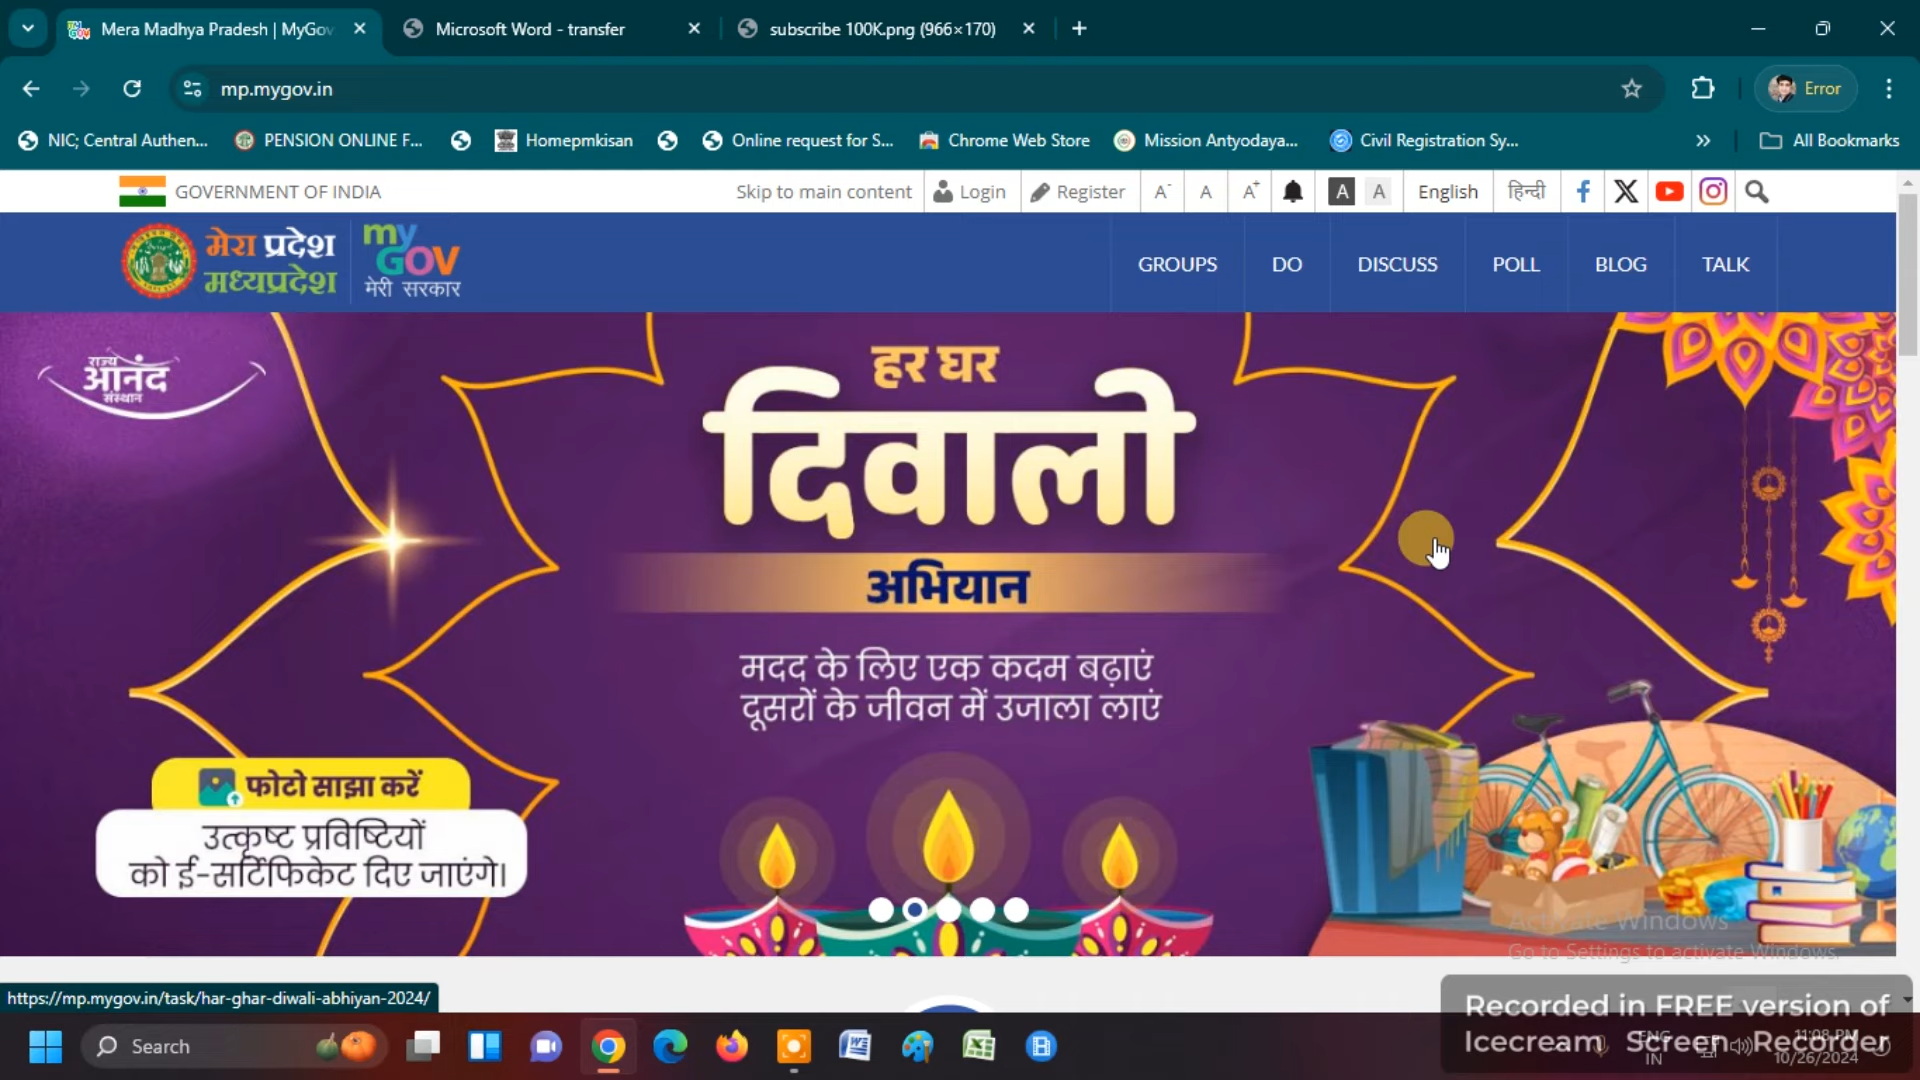 Mera Madhya Pradesh | MyGov
Microsoft Word - transfer
subscribe 100K.png (966×170)
mp.mygov.in
Error
NIC; Central Authen...
PENSION ONLINE F...
Homepmkisan
Online request for S...
Chrome Web Store
Mission Antyodaya...
Civil Registration Sy...
All Bookmarks
GOVERNMENT OF INDIA
Skip to main content
Login
Register
A-
A
A+
A
A
English
हिन्दी
मेरा प्रदेश
मध्यप्रदेश
my
GOV
मेरी सरकार
GROUPS
DO
DISCUSS
POLL
BLOG
TALK
राज्य
आनंद
संस्थान
हर घर
दिवाली
अभियान
मदद के लिए एक कदम बढ़ाएं
दूसरों के जीवन में उजाला लाएं
फोटो साझा करें
उत्कृष्ट प्रविष्टियों
को ई-सर्टिफिकेट दिए जाएंगे।
Activate Windows
Go to Settings to activate Windows.
https://mp.mygov.in/task/har-ghar-diwali-abhiyan-2024/
Recorded in FREE version of
Icecream Screen Recorder
Search
ENG
IN
11:08 PM
10/26/2024